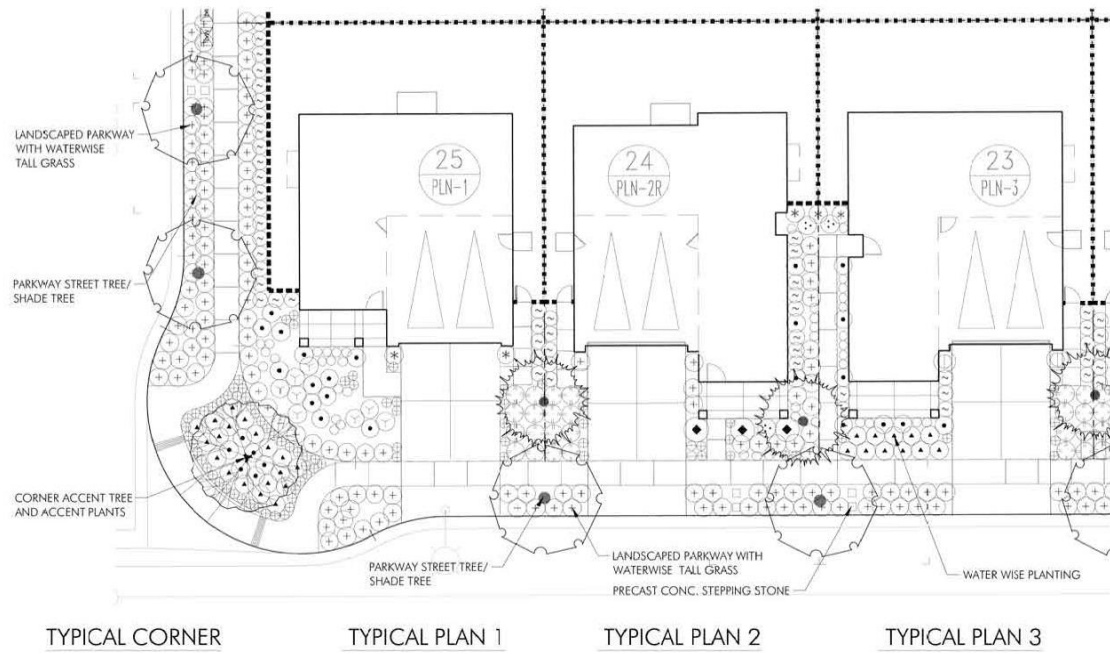 25
PLN-1
24
PLN-2R
23
PLN-3
LANDSCAPED PARKWAY
WITH WATERWISE
TALL GRASS
PARKWAY STREET TREE/
SHADE TREE
CORNER ACCENT TREE
AND ACCENT PLANTS
PARKWAY STREET TREE/
SHADE TREE
LANDSCAPED PARKWAY WITH
WATERWISE TALL GRASS
PRECAST CONC. STEPPING STONE
WATER WISE PLANTING
TYPICAL CORNER
TYPICAL PLAN 1
TYPICAL PLAN 2
TYPICAL PLAN 3